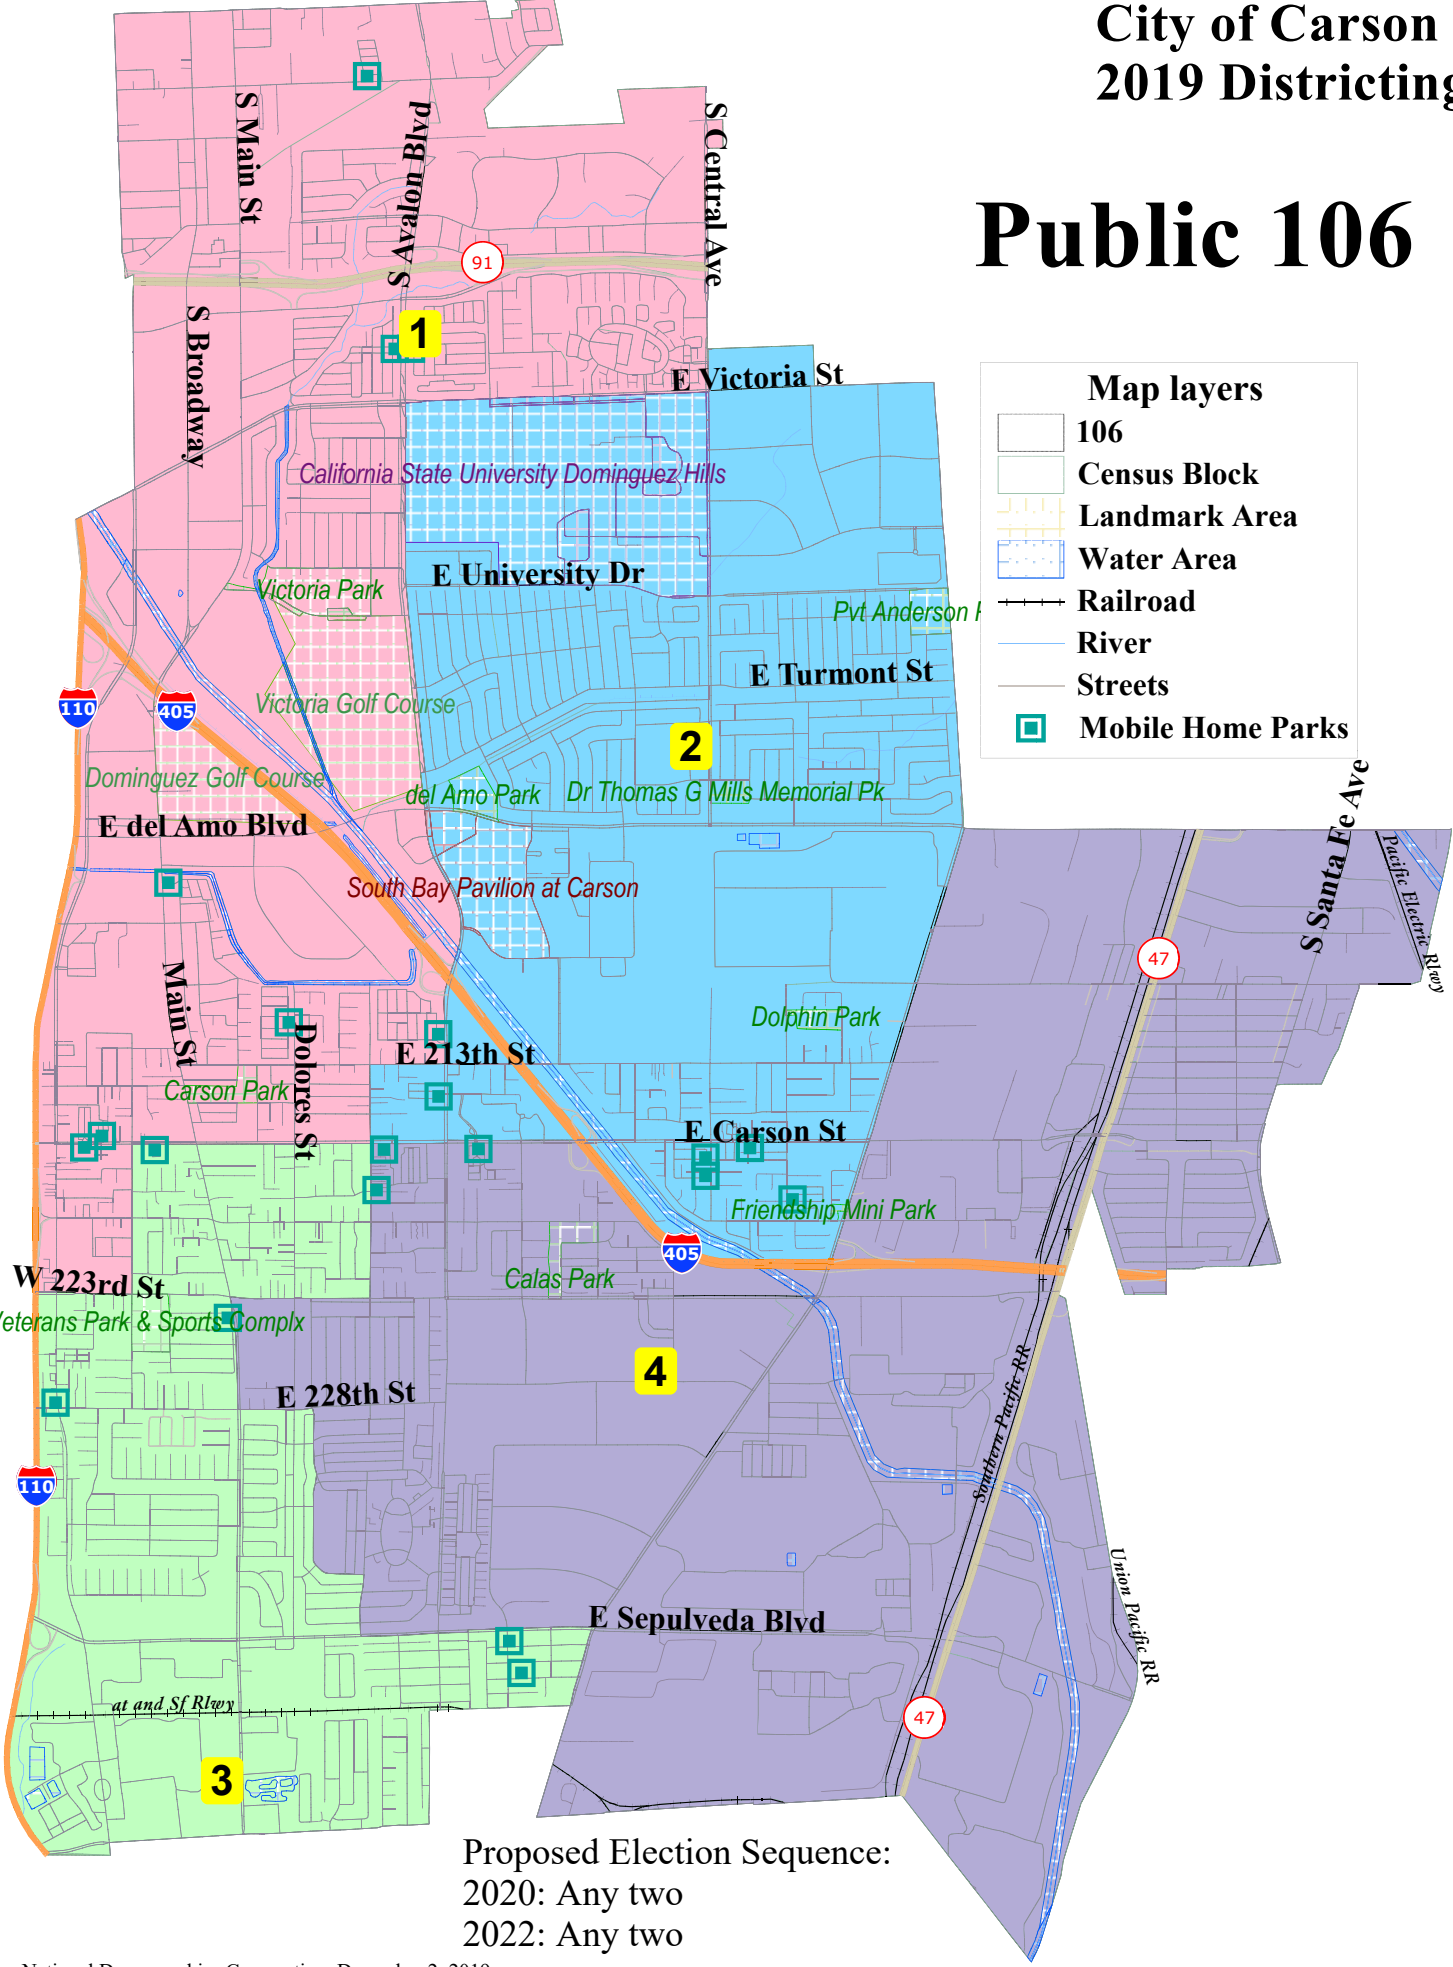 City of Carson
2019 Districting
Public 106
Map layers
106
Census Block
Landmark Area
Water Area
Railroad
River
Streets
Mobile Home Parks
S Main St
S Avalon Blvd
S Central Ave
91
S Broadway
1
E Victoria St
California State University Dominguez Hills
E University Dr
Victoria Park
Pvt Anderson
E Turmont St
Victoria Golf Course
110
405
2
Dominguez Golf Course
del Amo Park
Dr Thomas G Mills Memorial Pk
E del Amo Blvd
S Santa Fe Ave
Pacific Electric Rlwy
South Bay Pavilion at Carson
47
Main St
Dolores St
Dolphin Park
E 213th St
Carson Park
E Carson St
Friendship Mini Park
405
W 223rd St
Calas Park
Veterans Park & Sports Complx
4
E 228th St
Southern Pacific RR
110
Union Pacific RR
E Sepulveda Blvd
at and Sf Rlwy
47
3
Proposed Election Sequence:
2020: Any two
2022: Any two